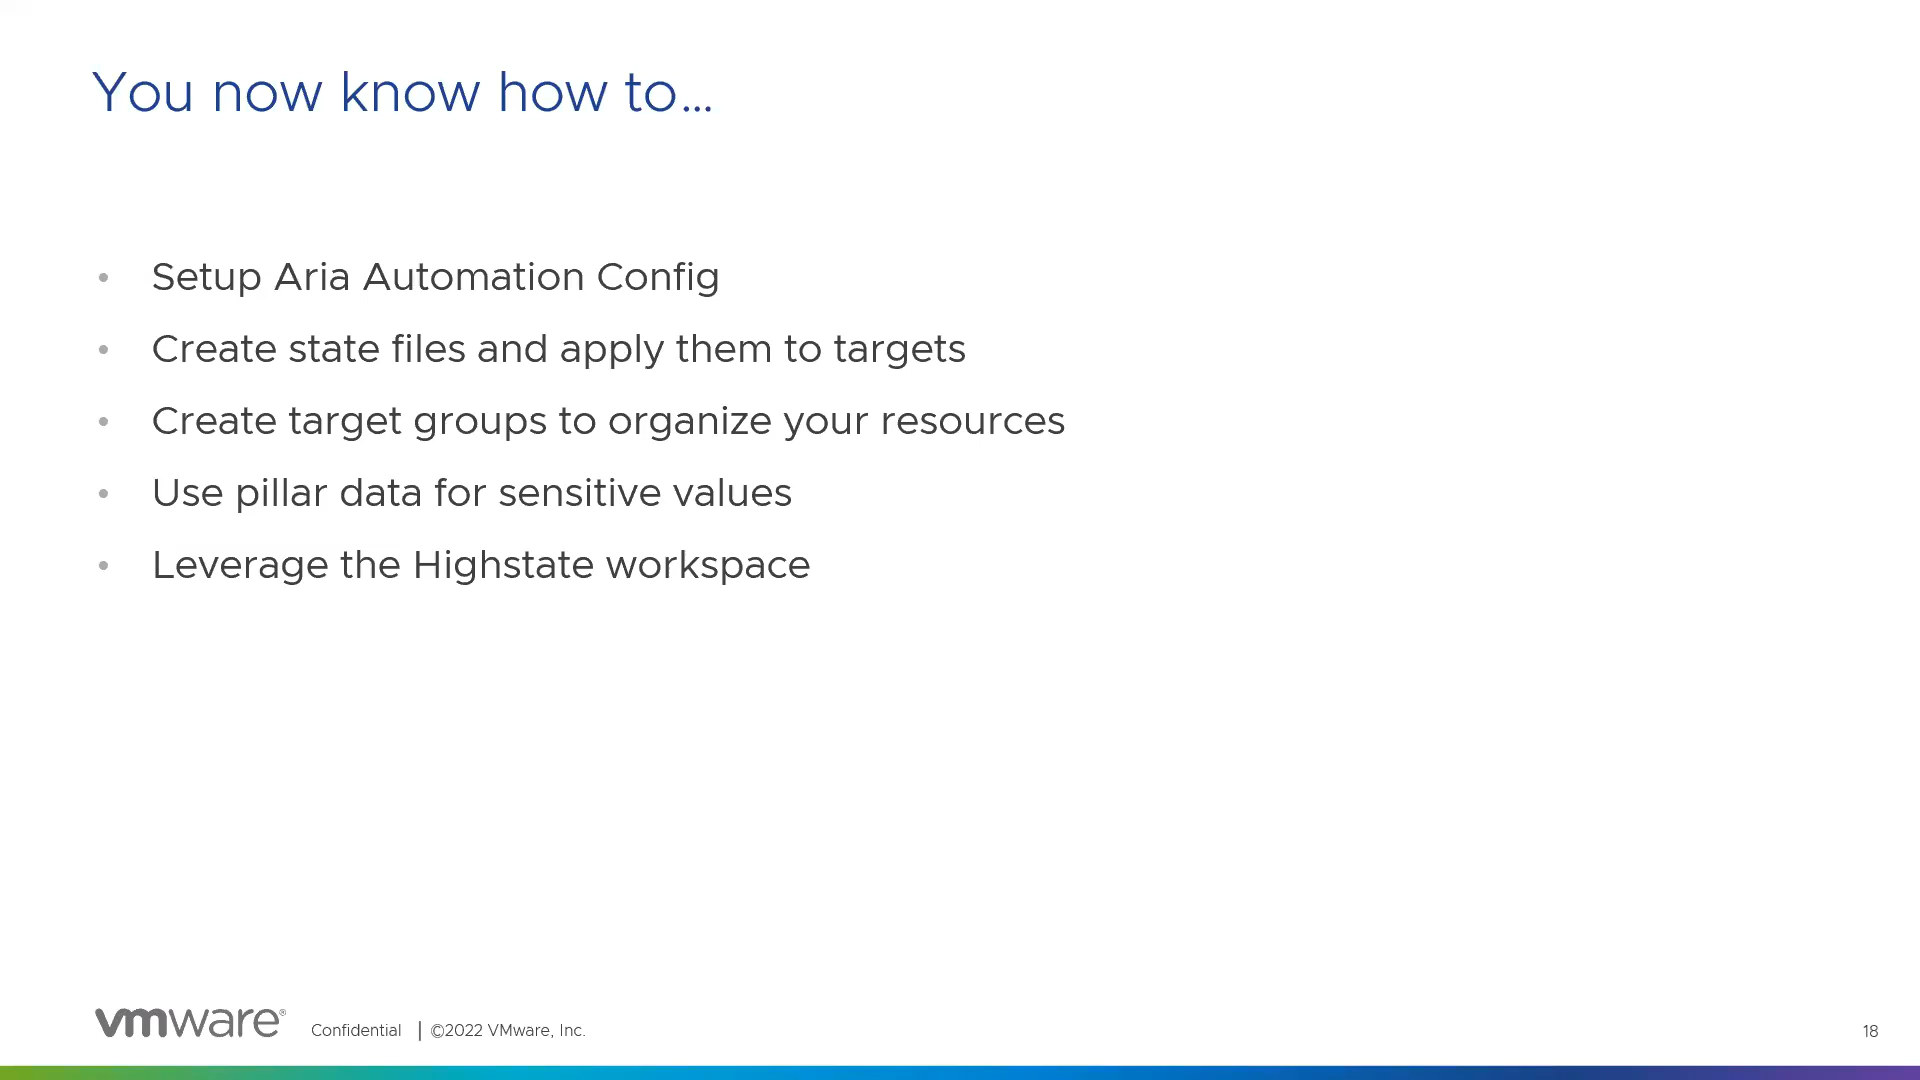 You now know how to...
• Setup Aria Automation Config
• Create state files and apply them to targets
• Create target groups to organize your resources
• Use pillar data for sensitive values
• Leverage the Highstate workspace
vmware® Confidential | ©2022 VMware, Inc. 18